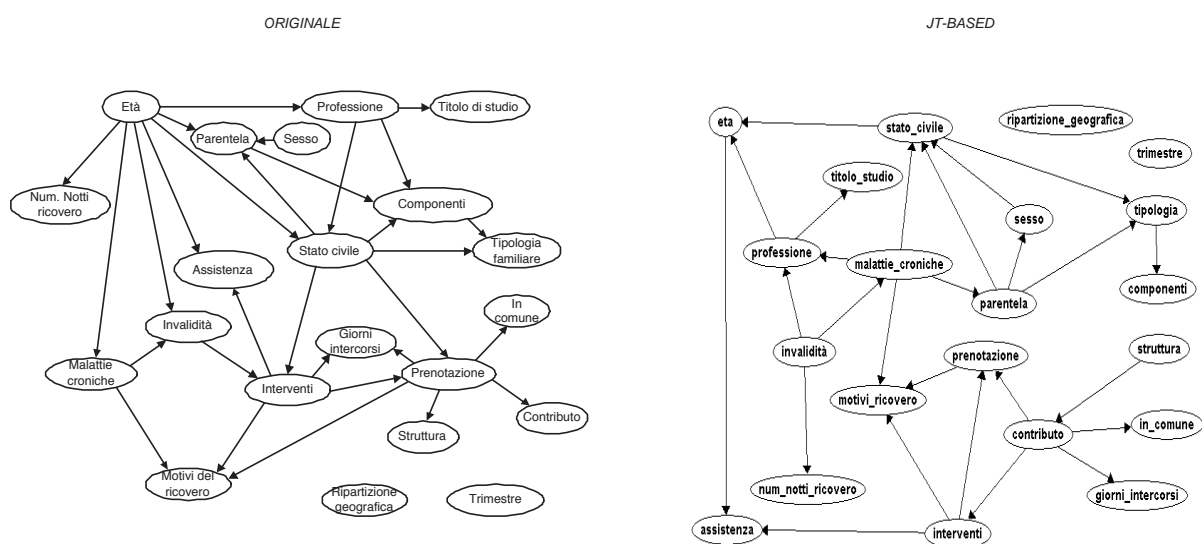 ORIGINALE
Età
Professione
Titolo di studio
Parentela
Sesso
Num. Notti
ricovero
Componenti
Stato civile
Tipologia
familiare
Assistenza
In
comune
Invalidità
Giorni
intercorsi
Malattie
croniche
Interventi
Prenotazione
Contributo
Struttura
Motivi del
ricovero
Ripartizione
geografica
Trimestre
JT-BASED
eta
stato_civile
ripartizione_geografica
trimestre
titolo_studio
sesso
tipologia
professione
malattie_croniche
parentela
componenti
invalidità
prenotazione
struttura
motivi_ricovero
contributo
in_comune
num_notti_ricovero
giorni_intercorsi
assistenza
interventi